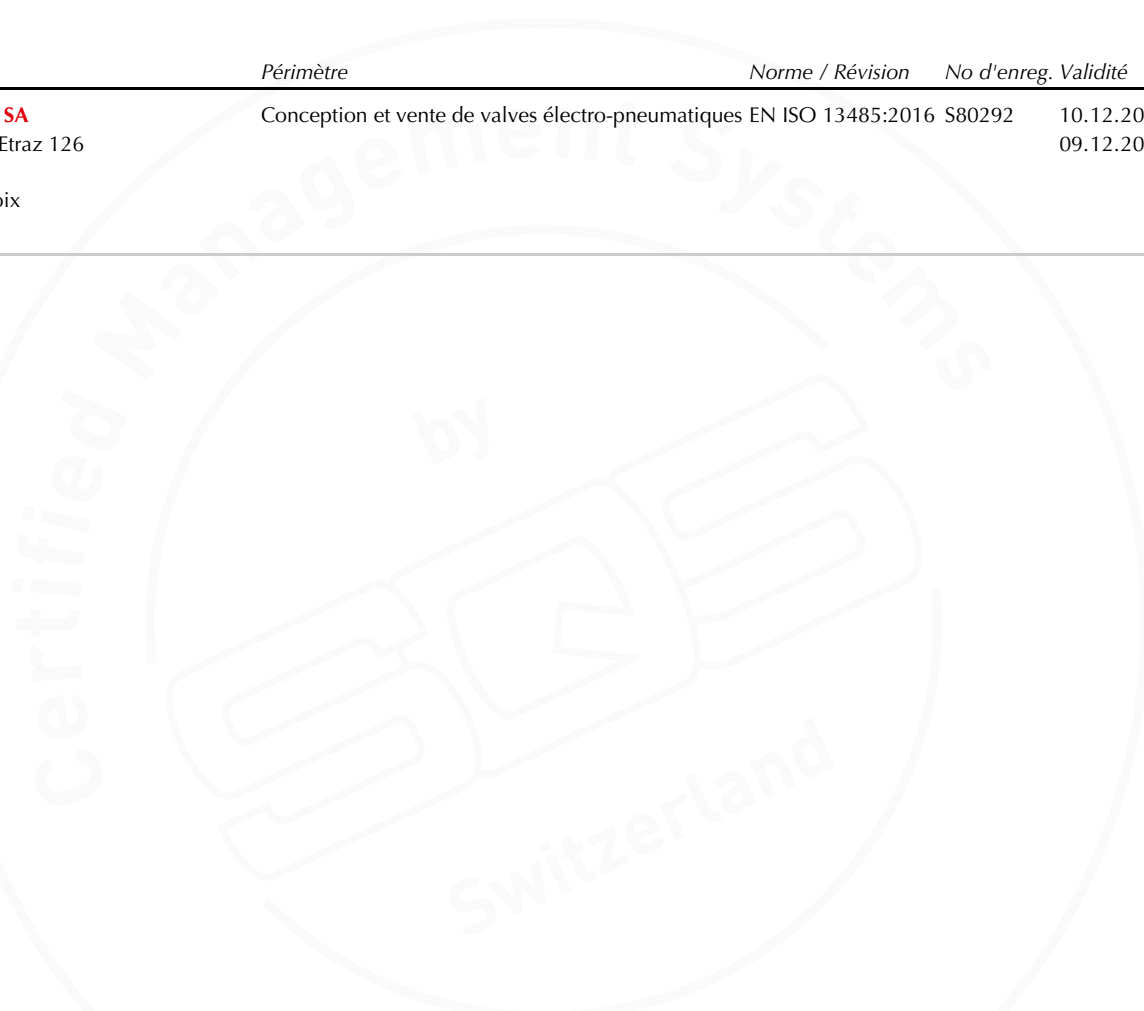 Périmètre Norme / Révision No d'enreg. Validité
SA Conception et vente de valves électro-pneumatiques EN ISO 13485:2016 S80292 10.12.20
Etraz 126 09.12.20
oix
Certified Management Systems
by
SQS
Switzerland